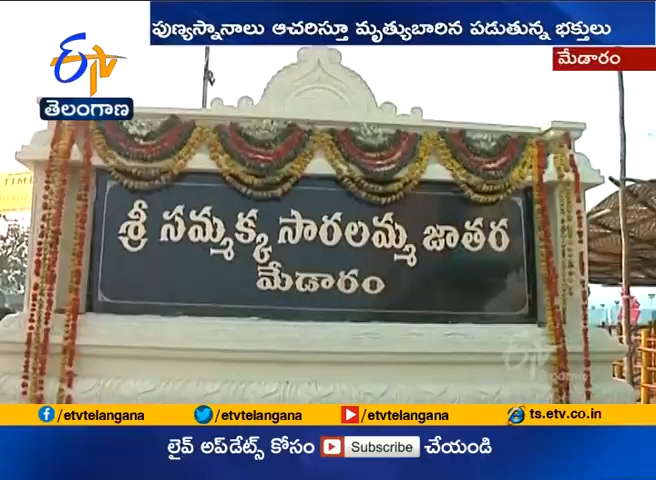 పుణ్యస్నానాలు ఆచరిస్తూ మృత్యుబారిన పడుతున్న భక్తులు
మేడారం
etv
తెలంగాణ
శ్రీ సమ్మక్క సారలమ్మ జాతర
మేడారం
/etvtelangana /etvtelangana /etvtelangana ts.etv.co.in
లైవ్ అప్‌డేట్స్ కోసం Subscribe చేయండి